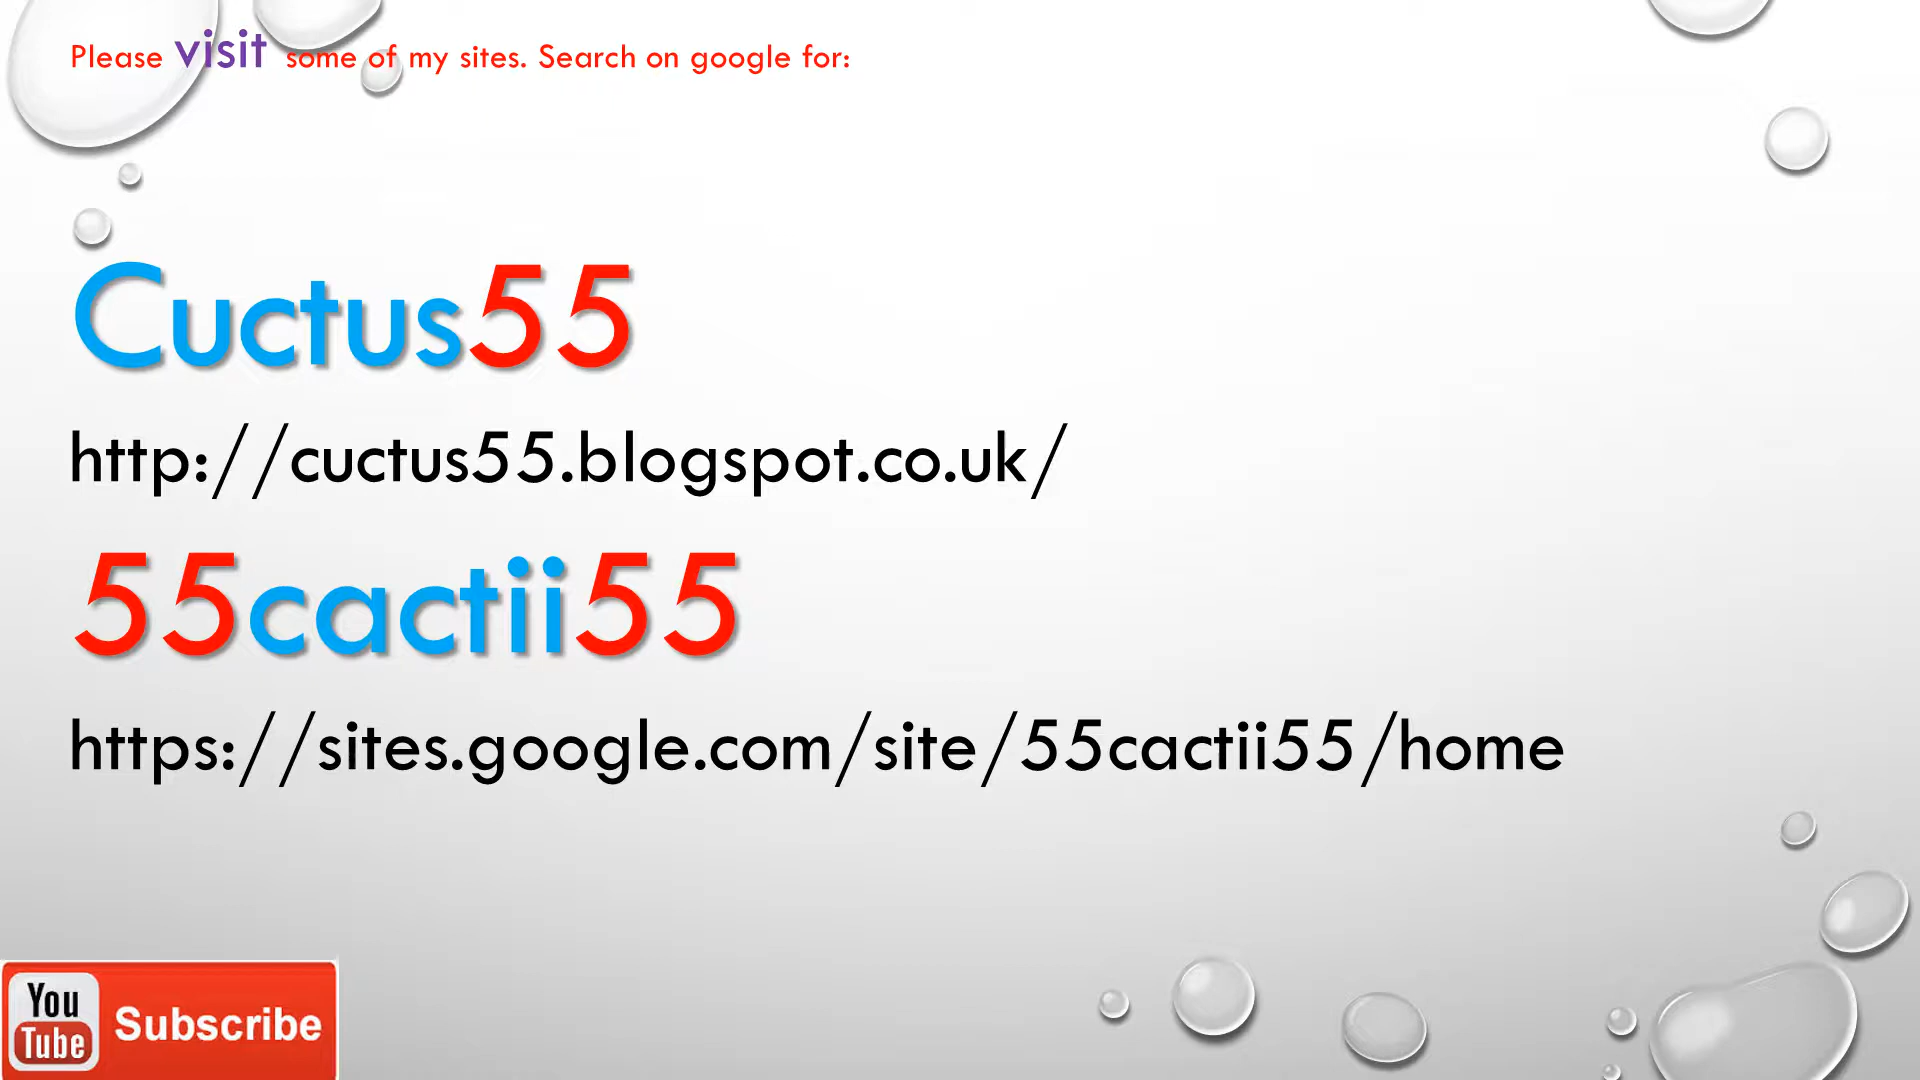 Please visit some of my sites. Search on google for:
Cuctus55
http://cuctus55.blogspot.co.uk/
55cactii55
https://sites.google.com/site/55cactii55/home
You
Tube
Subscribe